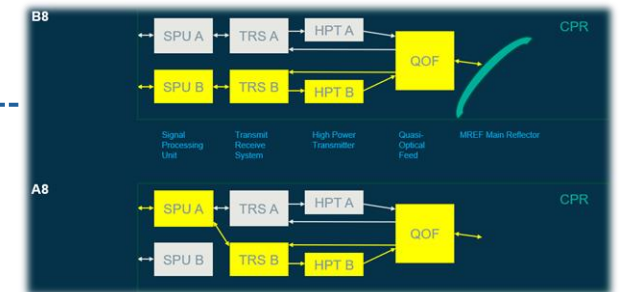 B8
CPR
SPU A
TRS A
HPT A
QOF
SPU B
TRS B
HPT B
Signal
Processing
Unit
Transmit
Receive
System
High Power
Transmitter
Quasi-
Optical
Feed
MREF Main Reflector
A8
CPR
SPU A
TRS A
HPT A
QOF
SPU B
TRS B
HPT B